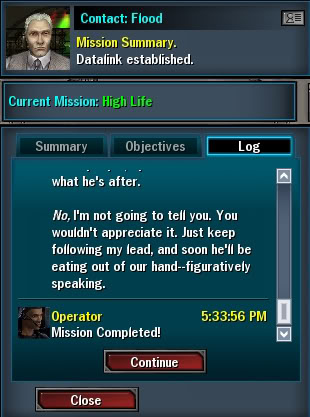 Contact: Flood
Mission Summary.
Datalink established.
Current Mission: High Life
Summary
Objectives
Log
what he's after.
No, I'm not going to tell you. You
wouldn't appreciate it. Just keep
following my lead, and soon he'll be
eating out of our hand--figuratively
speaking.
Operator 5:33:56 PM
Mission Completed!
Continue
Close